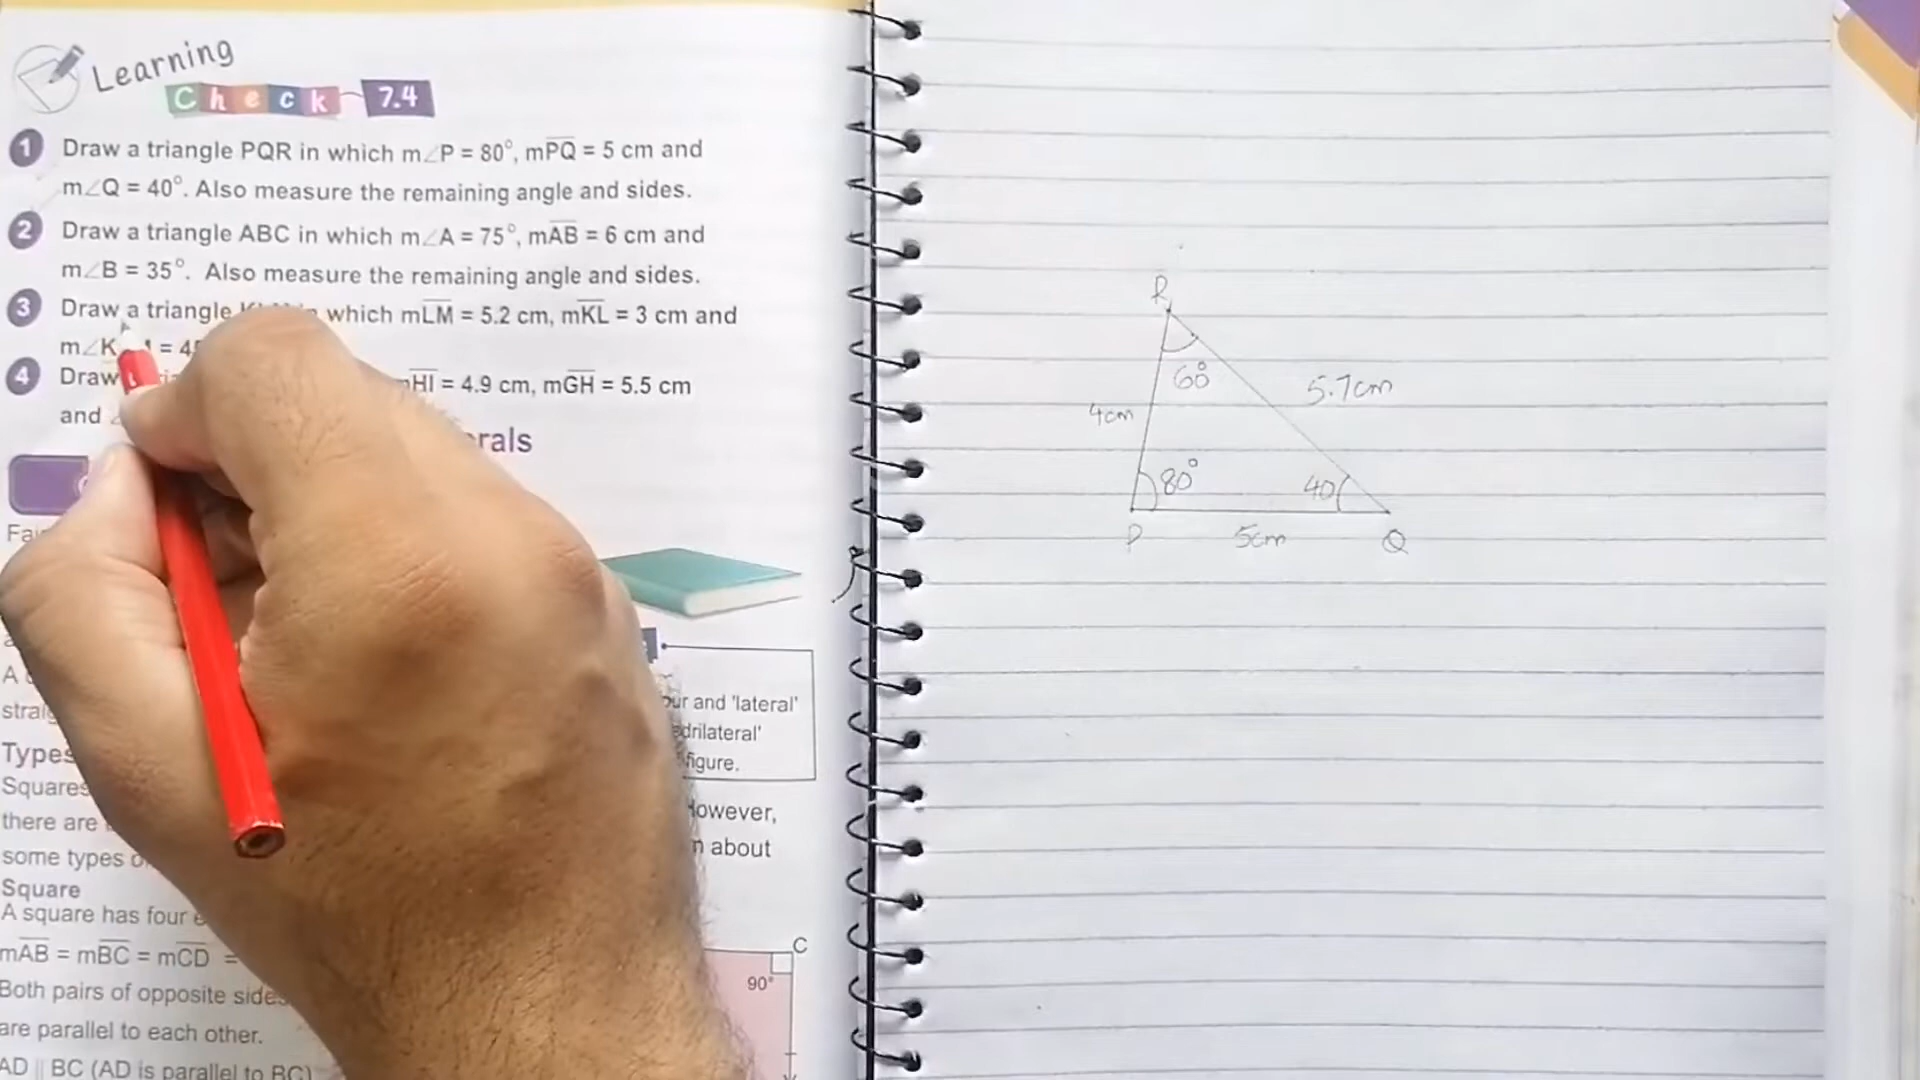 Learning
Check 7.4
1 Draw a triangle PQR in which m∠P = 80°, mPQ = 5 cm and
m∠Q = 40°. Also measure the remaining angle and sides.
2 Draw a triangle ABC in which m∠A = 75°, mAB = 6 cm and
m∠B = 35°. Also measure the remaining angle and sides.
3 Draw a triangle which mLM = 5.2 cm, mKL = 3 cm and
m∠K = 4
4 Draw HI = 4.9 cm, mGH = 5.5 cm
and
rals
our and 'lateral'
figure.
A
Types
However,
Squares
there are
about
some types
Square
A square has four
mAB = mBC = mCD =
Both pairs of opposite sides
are parallel to each other.
AD || BC (AD is parallel to BC)
C
90°
R
60°
5.7cm
4cm
80°
40
P
5cm
Q